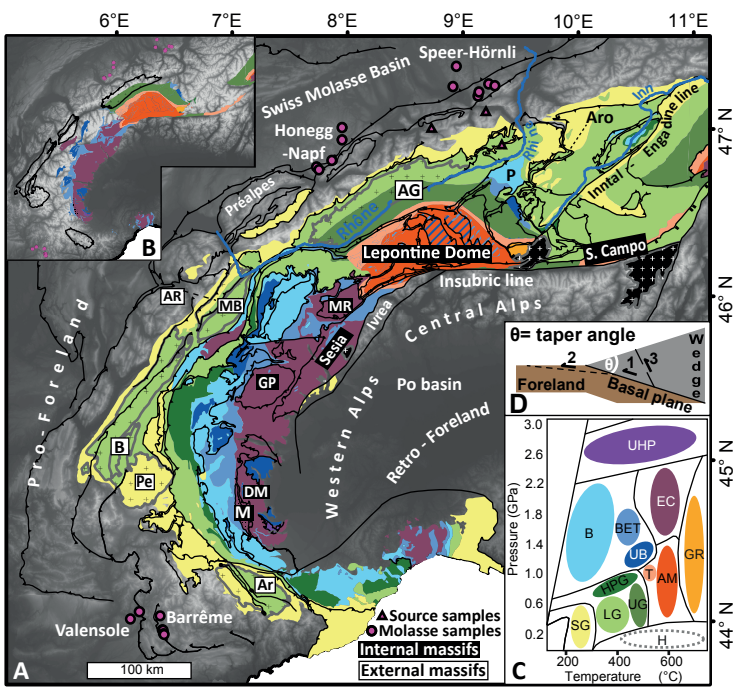 6°E
7°E
8°E
9°E
10°E
11°E
Speer-Hörnli
Swiss Molasse Basin
Honegg
-Napf
Préalpes
Rhône
Rhin
Inn
Aro
Engadine line
Inntal
47° N
P
AG
Lepontine Dome
S. Campo
Insubric line
46° N
B
AR
MB
MR
Ivrea
Sesia
Central Alps
GP
Po basin
Western Alps
Retro - Foreland
Pro - Foreland
B
Pe
DM
M
Ar
Barrême
Valensole
45° N
44° N
Source samples
Molasse samples
Internal massifs
External massifs
A
100 km
θ= taper angle
2
θ
1
3
Wedge
Foreland
Basal plane
D
3.0
2.6
2.2
1.8
1.4
1.0
0.6
0.2
Pressure (GPa)
UHP
B
BET
EC
UB
GR
T
AM
HPG
UG
LG
SG
H
C
200
400
600
Temperature
(°C)